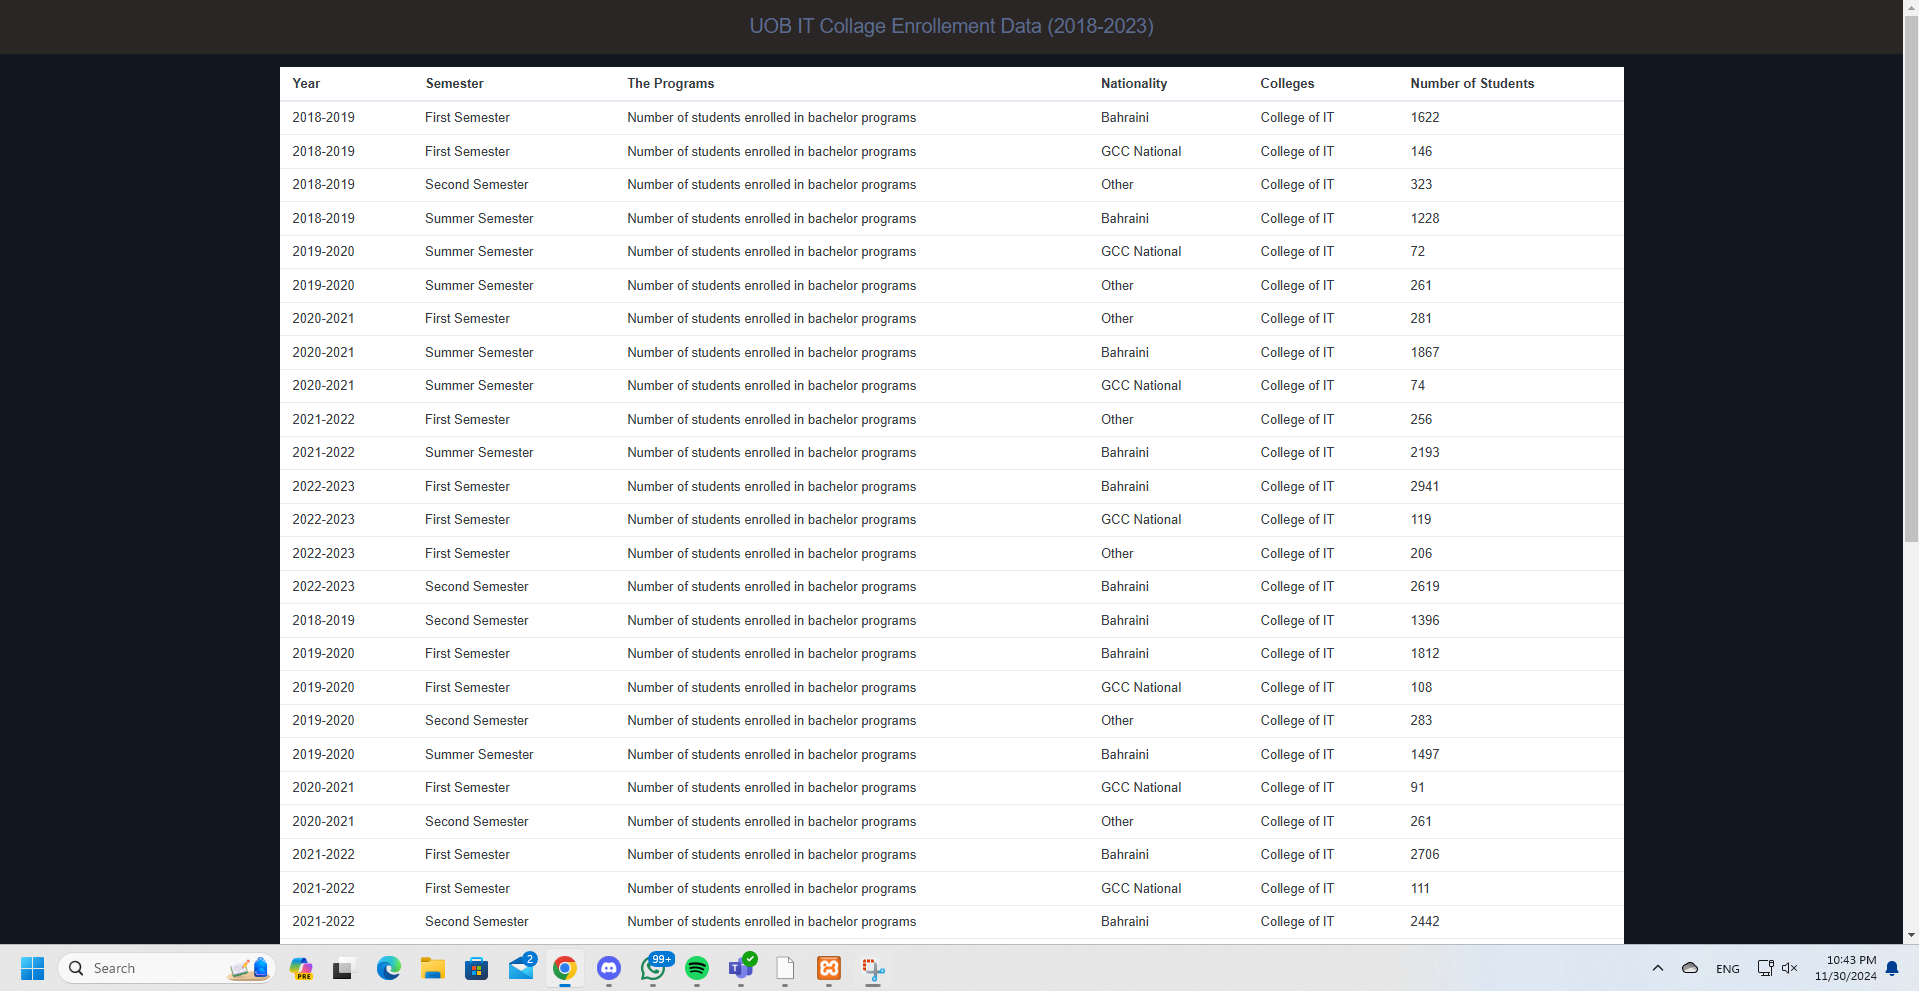 UOB IT Collage Enrollement Data (2018-2023)
Year Semester The Programs Nationality Colleges Number of Students
2018-2019 First Semester Number of students enrolled in bachelor programs Bahraini College of IT 1622
2018-2019 First Semester Number of students enrolled in bachelor programs GCC National College of IT 146
2018-2019 Second Semester Number of students enrolled in bachelor programs Other College of IT 323
2018-2019 Summer Semester Number of students enrolled in bachelor programs Bahraini College of IT 1228
2019-2020 Summer Semester Number of students enrolled in bachelor programs GCC National College of IT 72
2019-2020 Summer Semester Number of students enrolled in bachelor programs Other College of IT 261
2020-2021 First Semester Number of students enrolled in bachelor programs Other College of IT 281
2020-2021 Summer Semester Number of students enrolled in bachelor programs Bahraini College of IT 1867
2020-2021 Summer Semester Number of students enrolled in bachelor programs GCC National College of IT 74
2021-2022 First Semester Number of students enrolled in bachelor programs Other College of IT 256
2021-2022 Summer Semester Number of students enrolled in bachelor programs Bahraini College of IT 2193
2022-2023 First Semester Number of students enrolled in bachelor programs Bahraini College of IT 2941
2022-2023 First Semester Number of students enrolled in bachelor programs GCC National College of IT 119
2022-2023 First Semester Number of students enrolled in bachelor programs Other College of IT 206
2022-2023 Second Semester Number of students enrolled in bachelor programs Bahraini College of IT 2619
2018-2019 Second Semester Number of students enrolled in bachelor programs Bahraini College of IT 1396
2019-2020 First Semester Number of students enrolled in bachelor programs Bahraini College of IT 1812
2019-2020 First Semester Number of students enrolled in bachelor programs GCC National College of IT 108
2019-2020 Second Semester Number of students enrolled in bachelor programs Other College of IT 283
2019-2020 Summer Semester Number of students enrolled in bachelor programs Bahraini College of IT 1497
2020-2021 First Semester Number of students enrolled in bachelor programs GCC National College of IT 91
2020-2021 Second Semester Number of students enrolled in bachelor programs Other College of IT 261
2021-2022 First Semester Number of students enrolled in bachelor programs Bahraini College of IT 2706
2021-2022 First Semester Number of students enrolled in bachelor programs GCC National College of IT 111
2021-2022 Second Semester Number of students enrolled in bachelor programs Bahraini College of IT 2442
Search PRE 2 99+ ENG 10:43 PM
11/30/2024